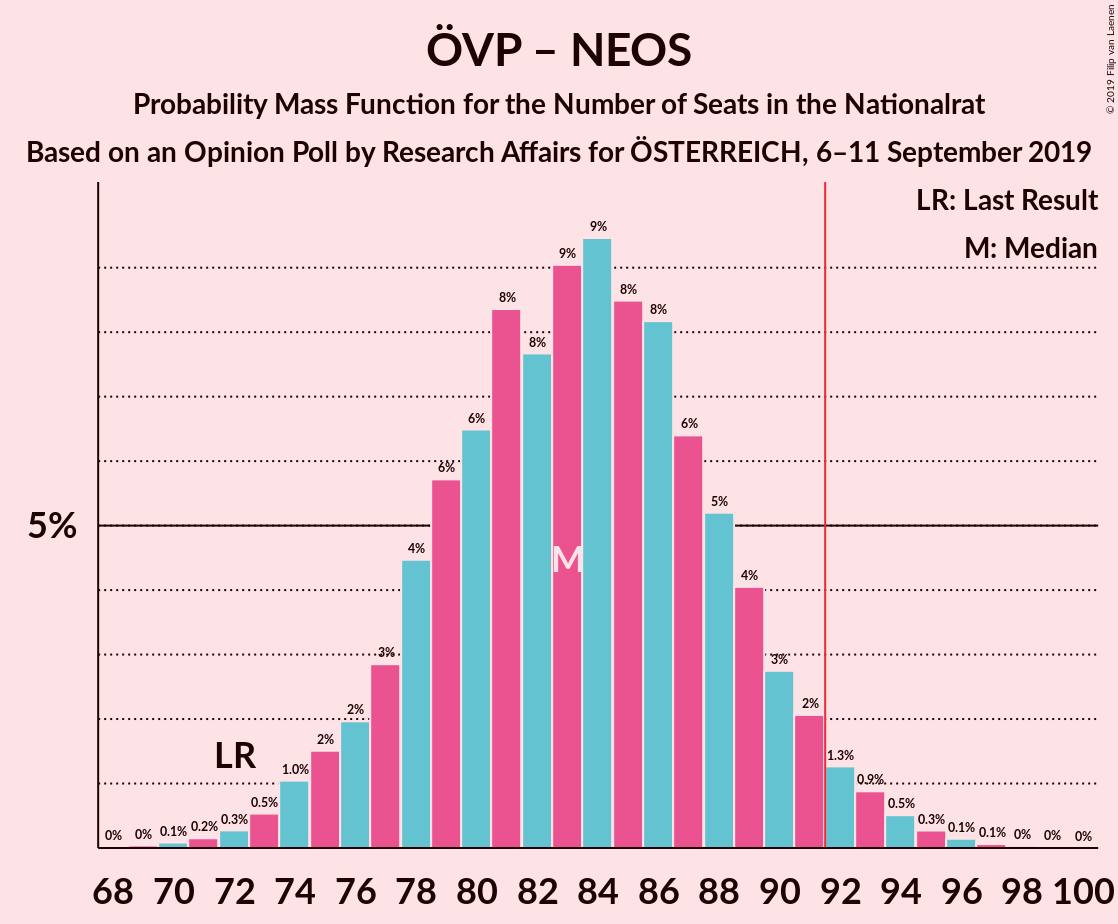 ÖVP – NEOS
Probability Mass Function for the Number of Seats in the Nationalrat
Based on an Opinion Poll by Research Affairs for ÖSTERREICH, 6–11 September 2019
© 2019 Filip van Laenen
LR: Last Result
M: Median
5%
0% 0% 0.1% 0.2% 0.3% 0.5% 1.0% 2% 2% 3% 4% 6% 6% 8% 8% 9% 9% 8% 8% 6% 5% 4% 3% 2% 1.3% 0.9% 0.5% 0.3% 0.1% 0.1% 0% 0% 0%
LR
M
68 70 72 74 76 78 80 82 84 86 88 90 92 94 96 98 100